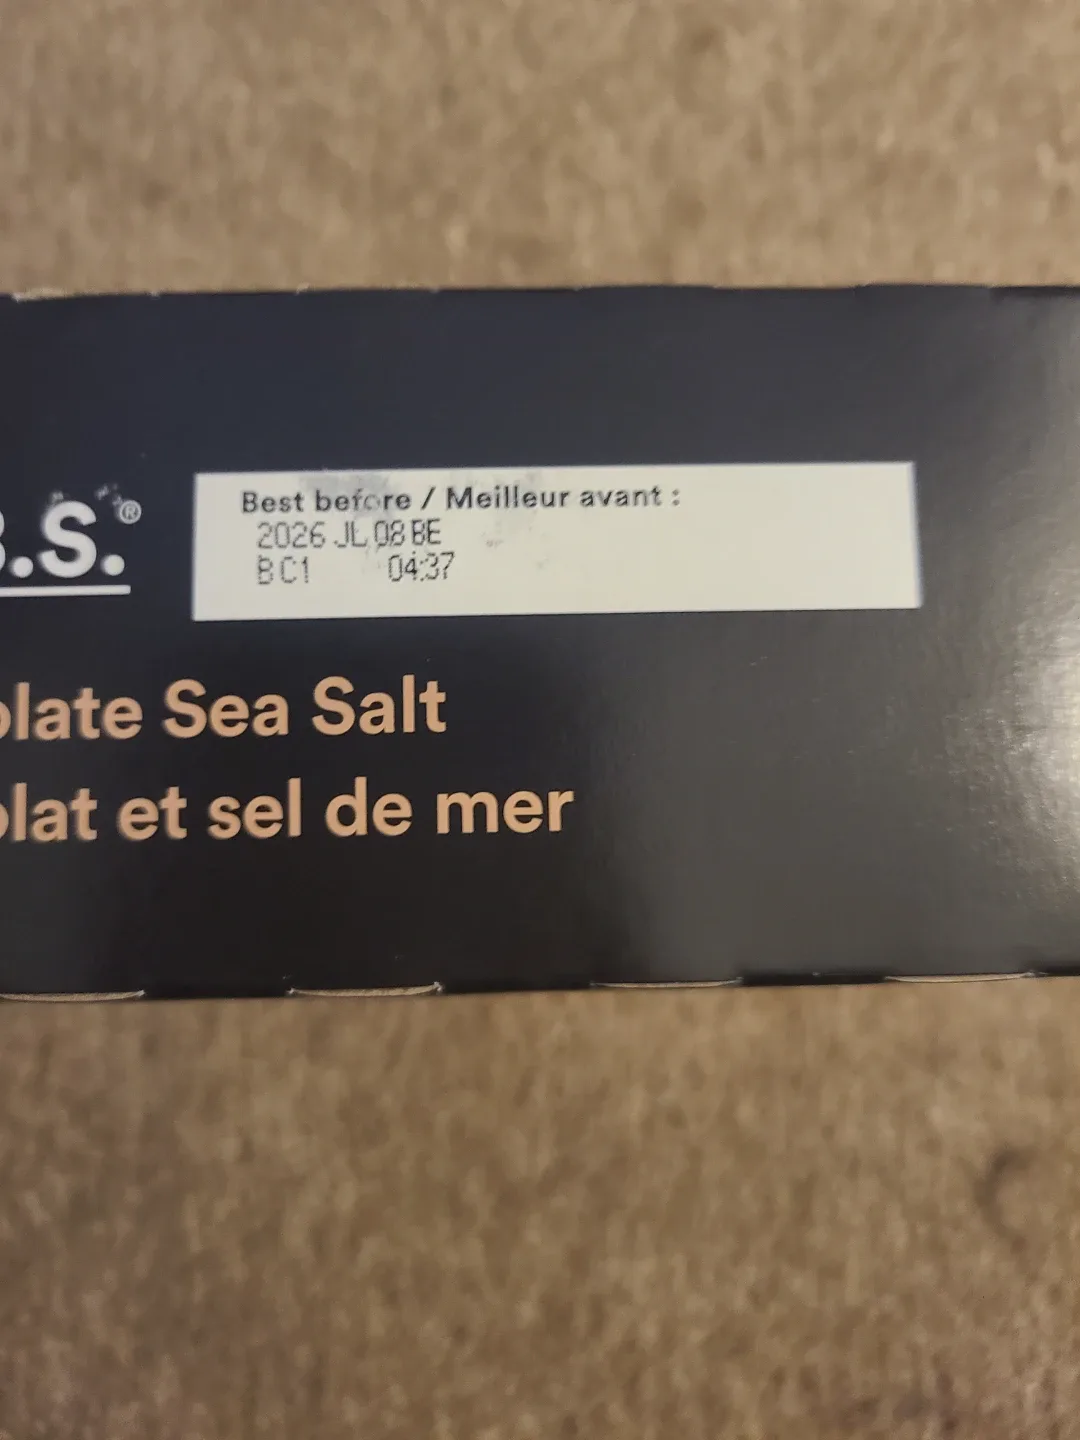 .S.®
Best before / Meilleur avant :
2026 JL 08 BE
BC1 04:37
olate Sea Salt
olat et sel de mer